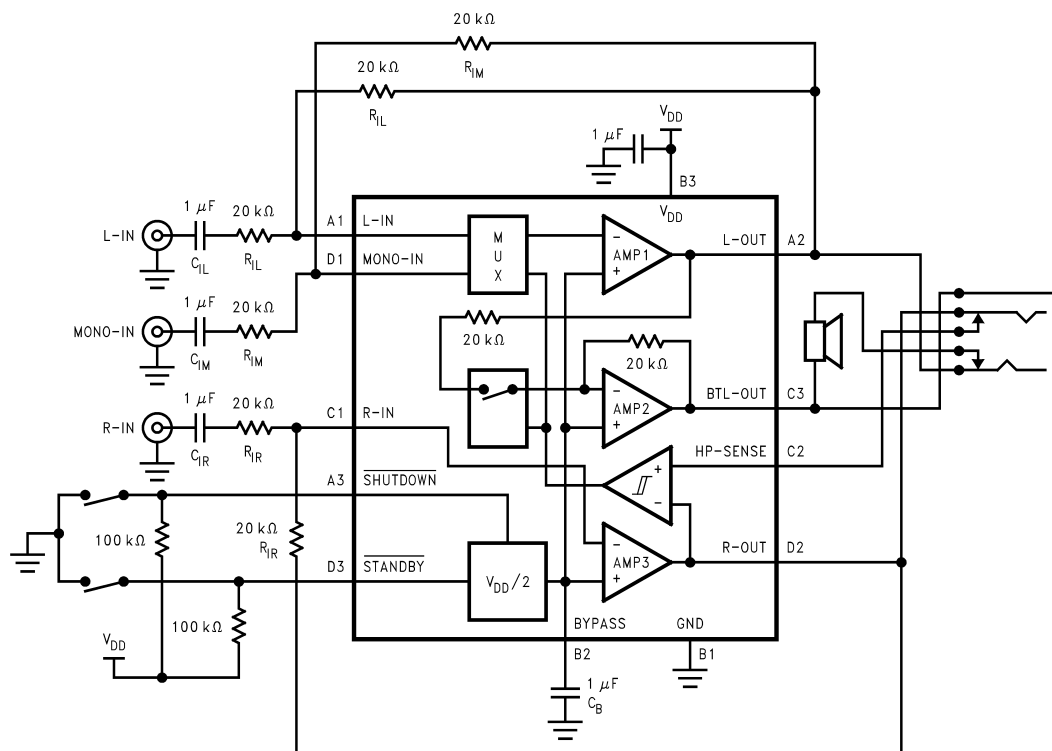 20 kΩ
R_IM
20 kΩ
R_IL
V_DD
1 μF
B3
V_DD
1 μF
20 kΩ
L-IN
C_IL
R_IL
A1
L-IN
M
U
X
−
AMP1
+
L-OUT
A2
D1
MONO-IN
1 μF
20 kΩ
MONO-IN
C_IM
R_IM
20 kΩ
20 kΩ
−
AMP2
+
BTL-OUT
C3
1 μF
20 kΩ
R-IN
C_IR
R_IR
C1
R-IN
HP-SENSE
C2
+
−
A3
SHUTDOWN
100 kΩ
20 kΩ
R_IR
−
AMP3
+
R-OUT
D2
D3
STANDBY
V_DD/2
100 kΩ
V_DD
BYPASS
GND
B2
B1
1 μF
C_B